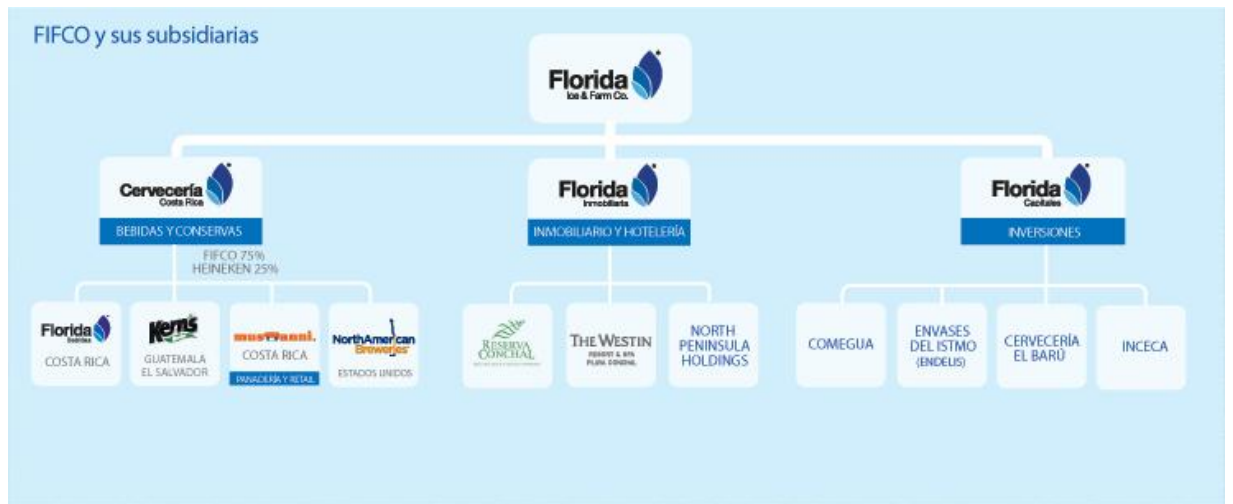 FIFCO y sus subsidiarias
Florida
Ice & Farm Co.
Cervecería
Costa Rica
BEBIDAS Y CONSERVAS
Florida
Inmobiliaria
INMOBILIARIO Y HOTELERÍA
Florida
Capitales
INVERSIONES
FIFCO 75%
HEINEKEN 25%
Florida
Bebidas
COSTA RICA
Kern's
GUATEMALA
EL SALVADOR
musmanni.
COSTA RICA
PANADERÍA Y RETAIL
NorthAmerican
Breweries
ESTADOS UNIDOS
RESERVA
CONCHAL
THE WESTIN
RESORT & SPA
PLAYA CONCHAL
NORTH
PENINSULA
HOLDINGS
COMEGUA
ENVASES
DEL ISTMO
(ENDELIS)
CERVECERÍA
EL BARÚ
INCECA